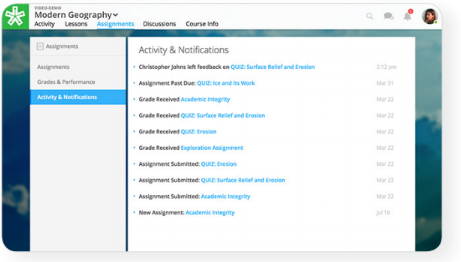 VIDEO-DEMO
Modern Geography
Activity Lessons Assignments Discussions Course Info
Assignments
Assignments
Grades & Performance
Activity & Notifications
Activity & Notifications
Christopher Johns left feedback on QUIZ: Surface Relief and Erosion 2:12 pm
Assignment Past Due: QUIZ: Ice and its Work Mar 31
Grade Received Academic Integrity Mar 22
Grade Received QUIZ: Surface Relief and Erosion Mar 22
Grade Received QUIZ: Erosion Mar 22
Grade Received Exploration Assignment Mar 22
Assignment Submitted: QUIZ: Erosion Mar 22
Assignment Submitted: QUIZ: Surface Relief and Erosion Mar 22
Assignment Submitted: Academic Integrity Mar 22
New Assignment: Academic Integrity Jul 16